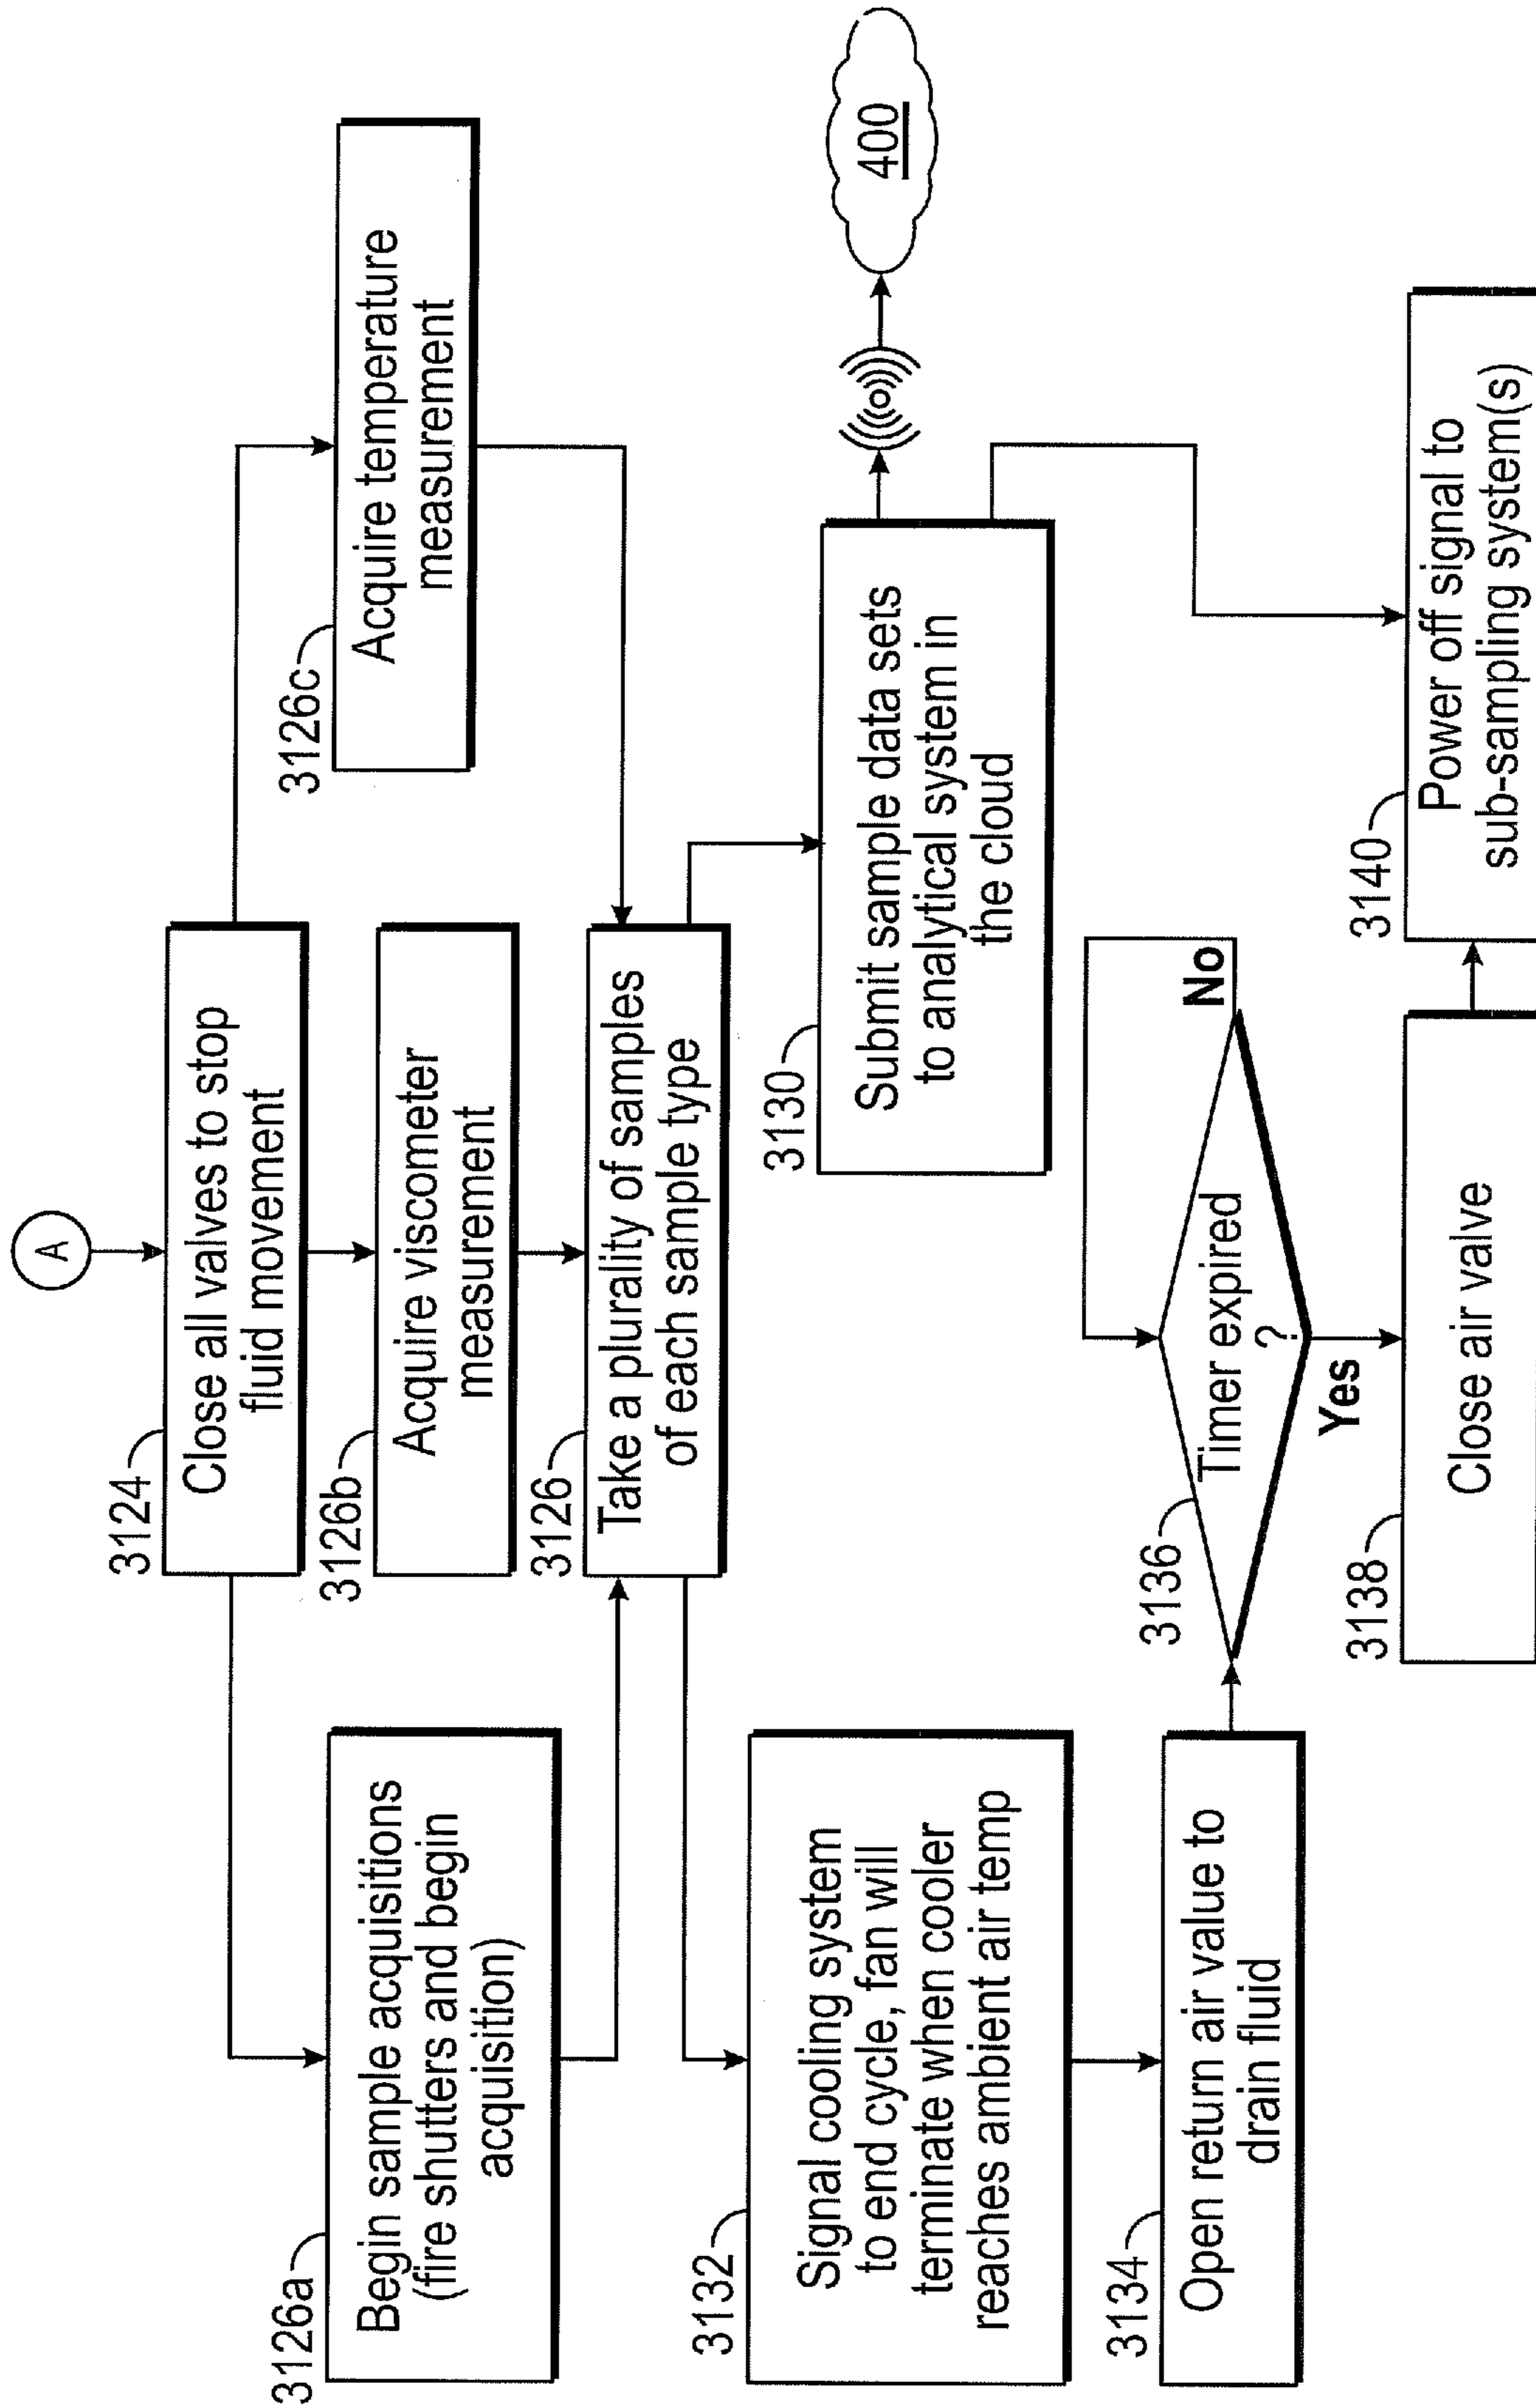 A
3124
Close all valves to stop
fluid movement
3126a
Begin sample acquisitions
(fire shutters and begin
acquisition)
3126b
Acquire viscometer
measurement
3126c
Acquire temperature
measurement
3126
Take a plurality of samples
of each sample type
3130
Submit sample data sets
to analytical system in
the cloud
400
3132
Signal cooling system
to end cycle, fan will
terminate when cooler
reaches ambient air temp
3134
Open return air value to
drain fluid
3136
Timer expired
?
No
Yes
3138
Close air valve
3140
Power off signal to
sub-sampling system(s)